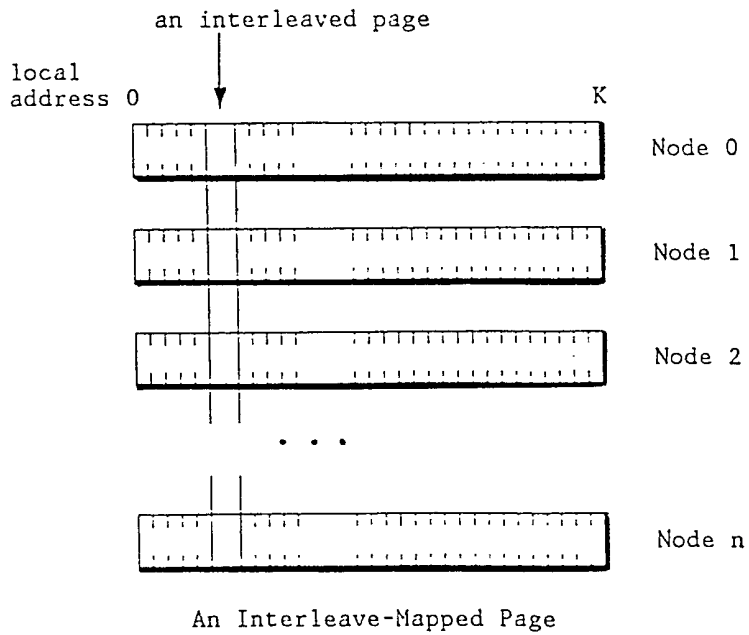 an interleaved page
local
address 0
K
Node 0
Node 1
Node 2
. . .
Node n
An Interleave-Mapped Page